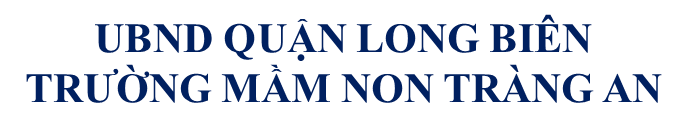 UBND QUẬN LONG BIÊN
TRƯỜNG MẦM NON TRÀNG AN